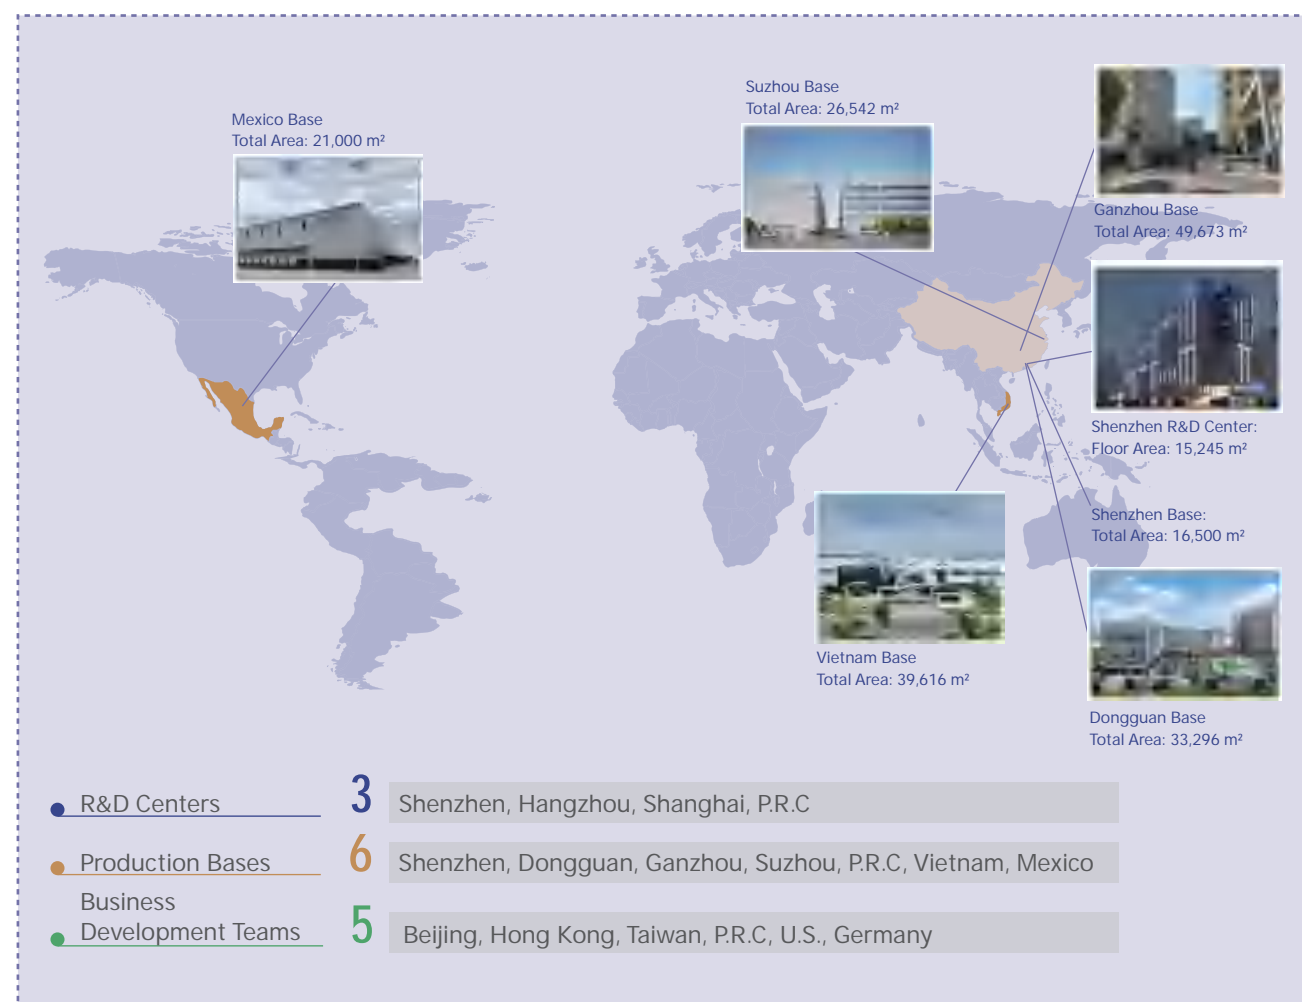 Mexico Base
Total Area: 21,000 m²
Suzhou Base
Total Area: 26,542 m²
Ganzhou Base
Total Area: 49,673 m²
Shenzhen R&D Center:
Floor Area: 15,245 m²
Shenzhen Base:
Total Area: 16,500 m²
Vietnam Base
Total Area: 39,616 m²
Dongguan Base
Total Area: 33,296 m²
R&D Centers 3 Shenzhen, Hangzhou, Shanghai, P.R.C
Production Bases 6 Shenzhen, Dongguan, Ganzhou, Suzhou, P.R.C, Vietnam, Mexico
Business
Development Teams 5 Beijing, Hong Kong, Taiwan, P.R.C, U.S., Germany